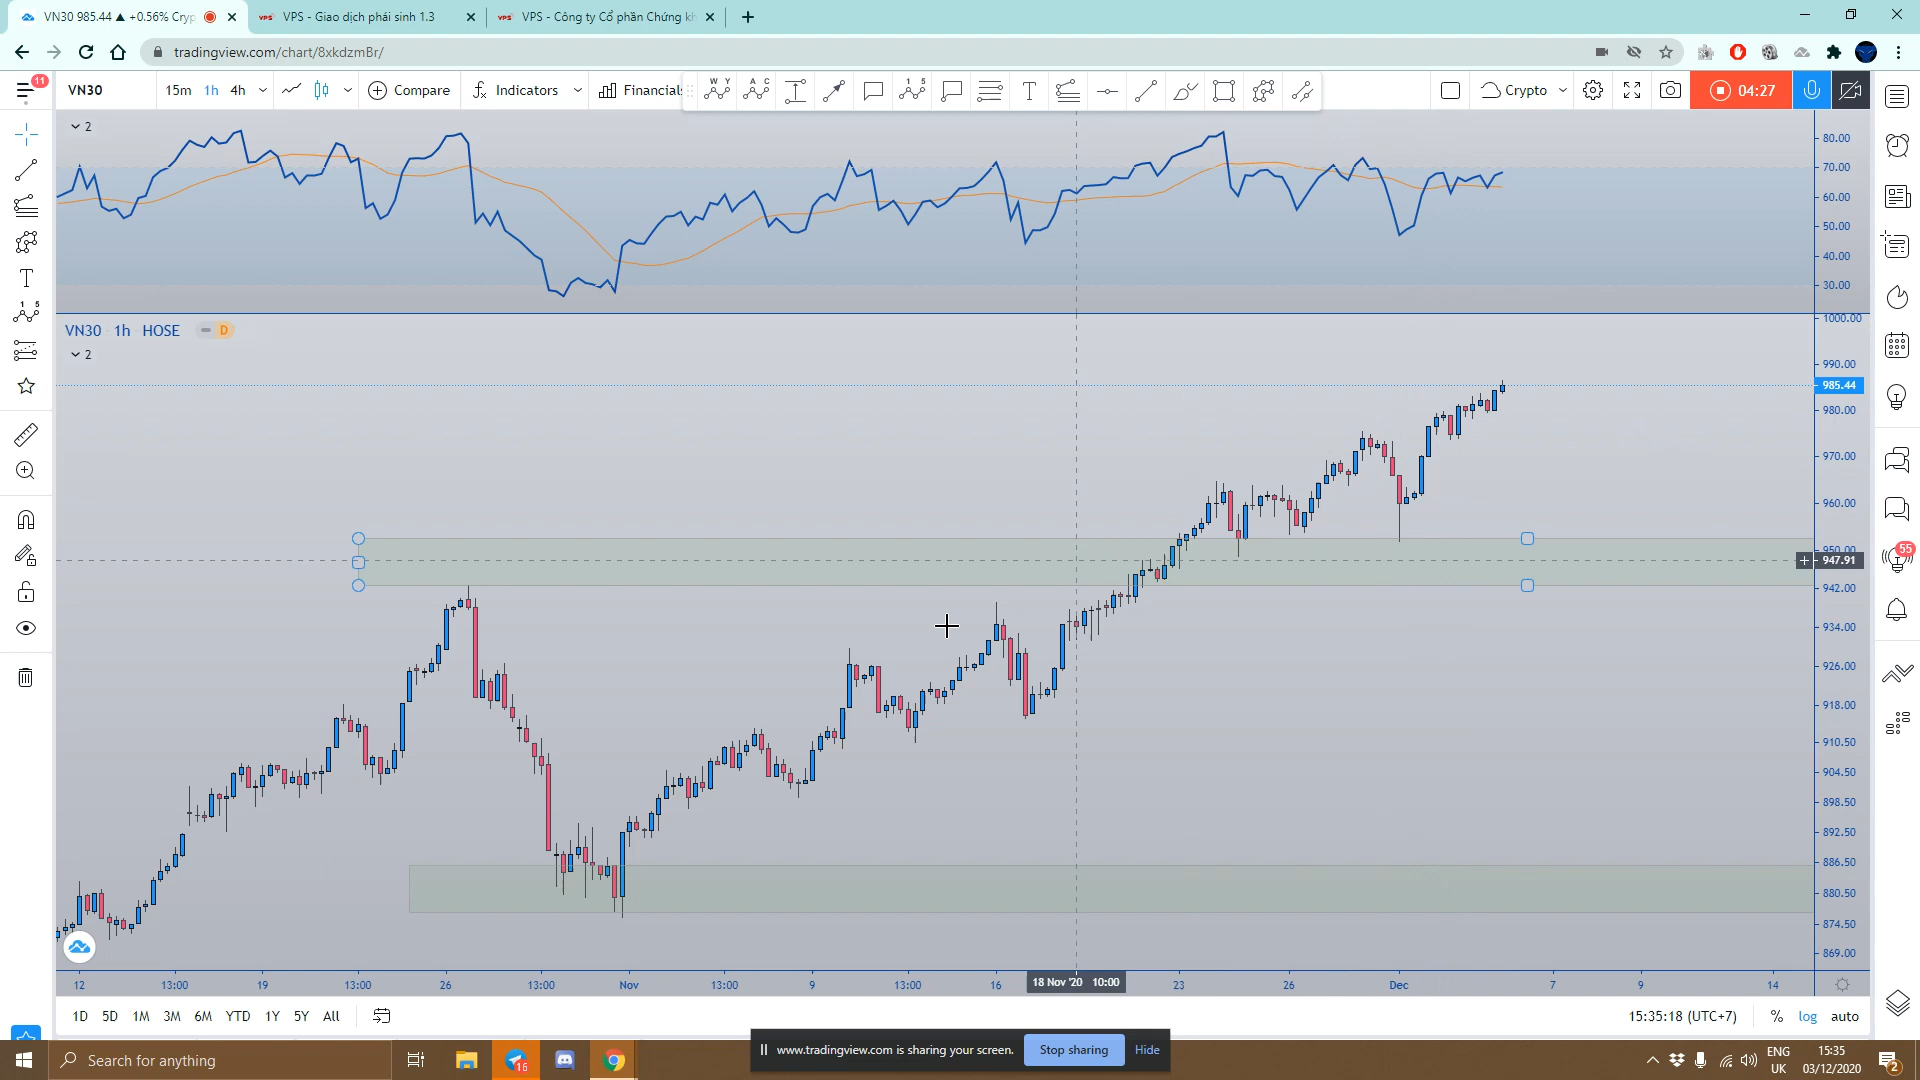 VN30 985.44 ▲ +0.56% Cryp
VPS - Giao dịch phái sinh 1.3
VPS - Công ty Cổ phần Chứng kh
tradingview.com/chart/8xkdzmBr/
11
VN30
15m 1h 4h
Compare
Indicators
Financials
Crypto
04:27
2
80.00
70.00
60.00
50.00
40.00
30.00
VN30 1h HOSE D
2
1000.00
990.00
985.44
980.00
970.00
960.00
950.00
947.91
942.00
934.00
926.00
918.00
910.50
904.50
898.50
892.50
886.50
880.50
874.50
869.00
55
12 13:00 19 13:00 26 13:00 Nov 13:00 9 13:00 16 18 Nov '20 10:00 23 26 Dec 7 9 14
1D 5D 1M 3M 6M YTD 1Y 5Y All
15:35:18 (UTC+7) % log auto
www.tradingview.com is sharing your screen. Stop sharing Hide
Search for anything
16
ENG
UK
15:35
03/12/2020
2